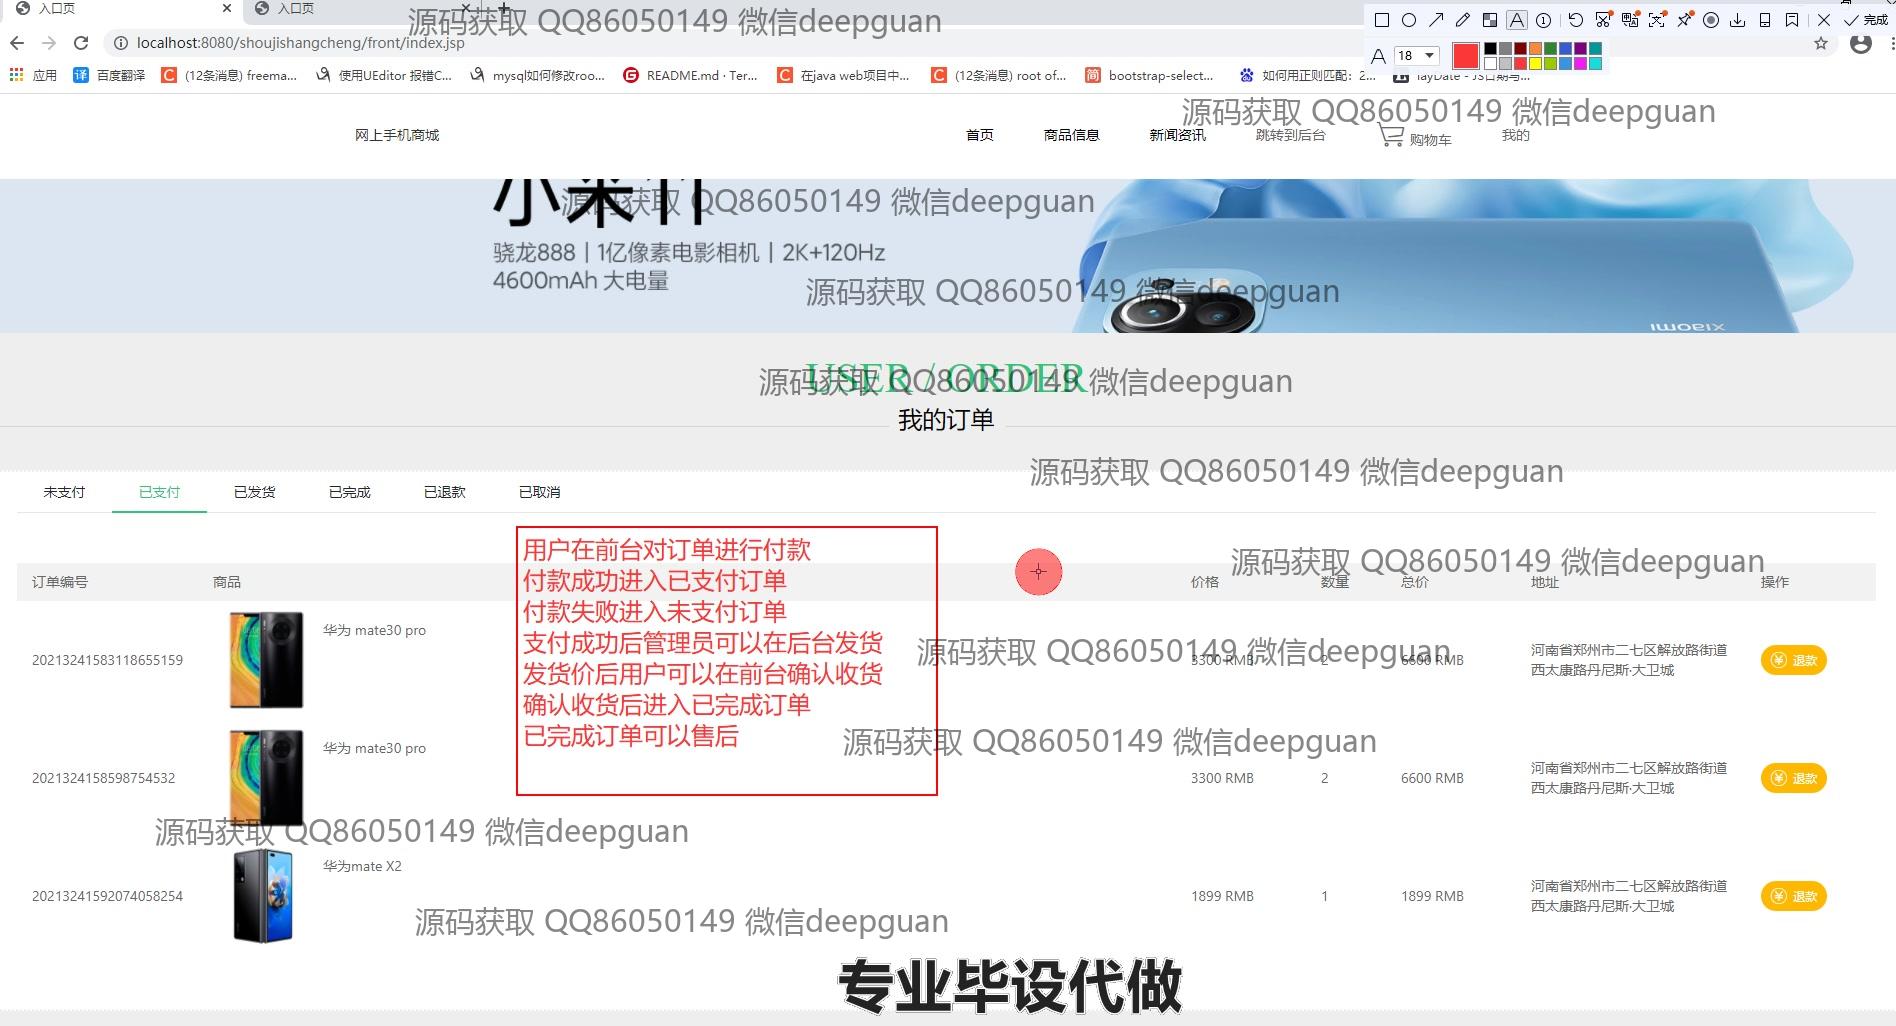 入口页
入口页
源码获取 QQ86050149 微信deepguan
完成
localhost:8080/shoujishangcheng/front/index.jsp
18
应用
百度翻译
(12条消息) freema...
使用UEditor 报错C...
mysql如何修改roo...
README.md · Ter...
在java web项目中...
(12条消息) root of...
bootstrap-select...
如何用正则匹配：2...
layDate - JS日期与...
源码获取 QQ86050149 微信deepguan
网上手机商城
首页
商品信息
新闻资讯
跳转到后台
购物车
我的
源码获取 QQ86050149 微信deepguan
骁龙888｜1亿像素电影相机｜2K+120Hz
4600mAh 大电量
源码获取 QQ86050149 微信deepguan
xiaomi
USER / ORDER
源码获取 QQ86050149 微信deepguan
我的订单
源码获取 QQ86050149 微信deepguan
未支付
已支付
已发货
已完成
已退款
已取消
用户在前台对订单进行付款
付款成功进入已支付订单
付款失败进入未支付订单
支付成功后管理员可以在后台发货
发货价后用户可以在前台确认收货
确认收货后进入已完成订单
已完成订单可以售后
源码获取 QQ86050149 微信deepguan
订单编号
商品
价格
数量
总价
地址
操作
华为 mate30 pro
源码获取 QQ86050149 微信deepguan
20213241583118655159
3300 RMB
2
6600 RMB
河南省郑州市二七区解放路街道
西太康路丹尼斯·大卫城
退款
源码获取 QQ86050149 微信deepguan
华为 mate30 pro
2021324158598754532
3300 RMB
2
6600 RMB
河南省郑州市二七区解放路街道
西太康路丹尼斯·大卫城
退款
源码获取 QQ86050149 微信deepguan
华为mate X2
20213241592074058254
1899 RMB
1
1899 RMB
河南省郑州市二七区解放路街道
西太康路丹尼斯·大卫城
退款
源码获取 QQ86050149 微信deepguan
专业毕设代做